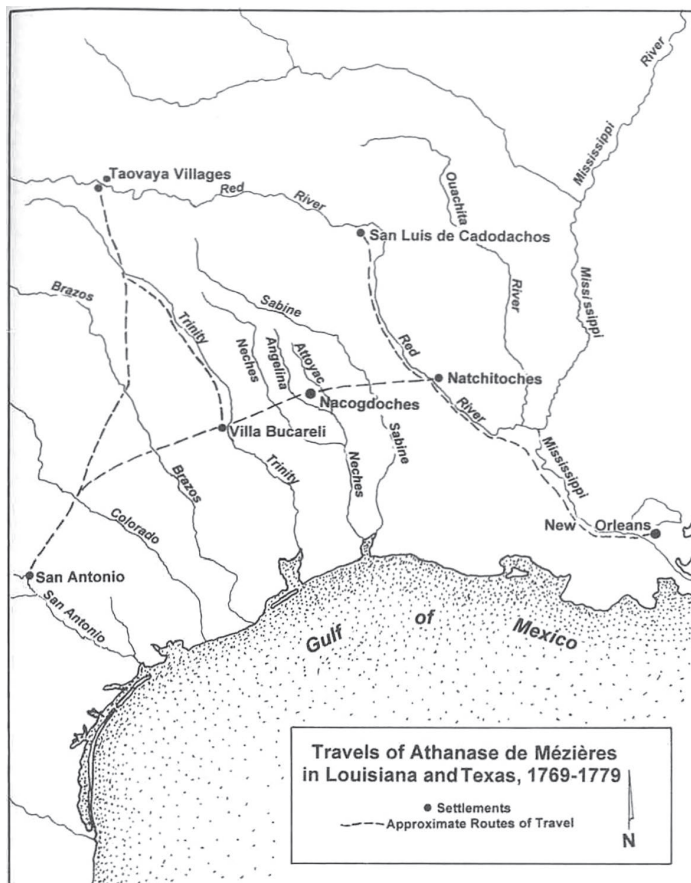 River
Mississippi
Taovaya Villages
Red
River
Ouachita
San Luis de Cadodachos
River
Mississippi
Brazos
Sabine
Trinity
Neches
Angelina
Attoyac
Red
Natchitoches
Nacogdoches
River
Villa Bucareli
Sabine
Mississippi
Trinity
Neches
Brazos
Colorado
New Orleans
San Antonio
San Antonio
Gulf of Mexico
Travels of Athanase de Mézières
in Louisiana and Texas, 1769-1779
Settlements
Approximate Routes of Travel
N